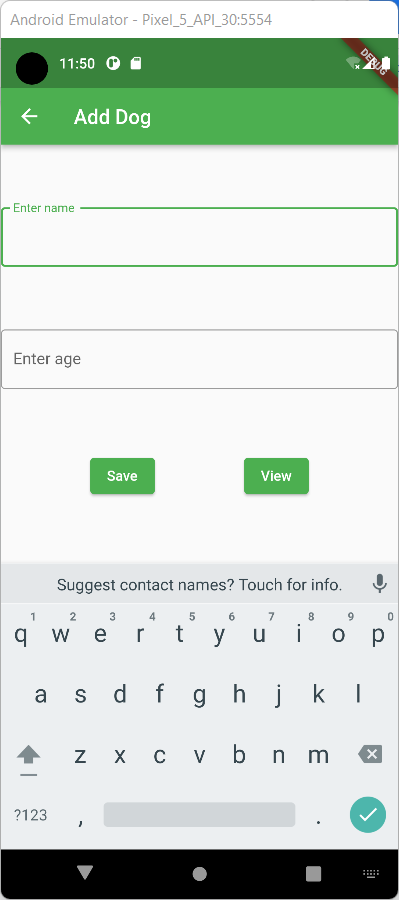 Android Emulator - Pixel_5_API_30:5554
11:50
DEBUG
Add Dog
Enter name
Enter age
Save View
Suggest contact names? Touch for info.
1 2 3 4 5 6 7 8 9 0
q w e r t y u i o p
a s d f g h j k l
z x c v b n m
?123 , .